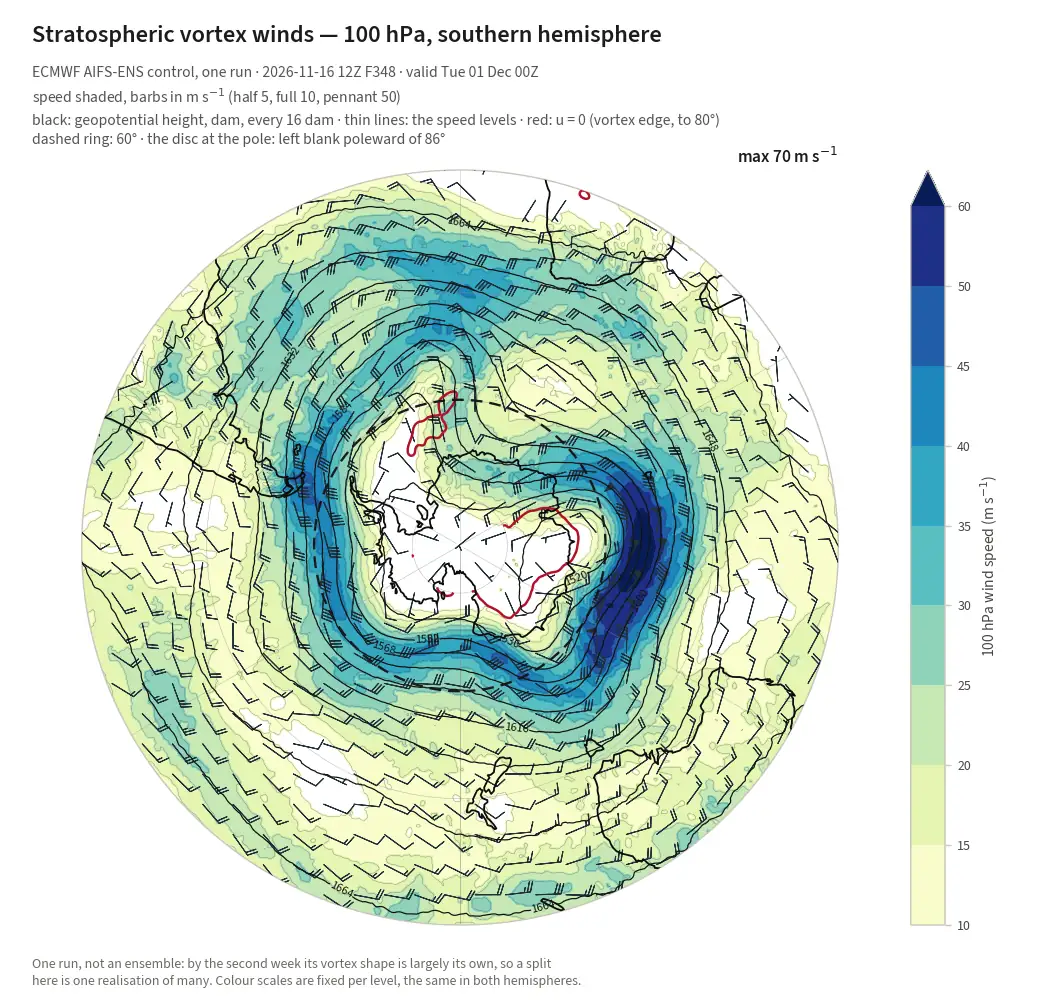 Stratospheric vortex winds — 100 hPa, southern hemisphere
ECMWF AIFS-ENS control, one run · 2026-11-16 12Z F348 · valid Tue 01 Dec 00Z
speed shaded, barbs in m s⁻¹ (half 5, full 10, pennant 50)
black: geopotential height, dam, every 16 dam · thin lines: the speed levels · red: u = 0 (vortex edge, to 80°)
dashed ring: 60° · the disc at the pole: left blank poleward of 86°
max 70 m s⁻¹
60
50
45
40
35
30
25
20
15
10
100 hPa wind speed (m s⁻¹)
1664
1632
1648
1520
1536
1568
1616
1664
One run, not an ensemble: by the second week its vortex shape is largely its own, so a split
here is one realisation of many. Colour scales are fixed per level, the same in both hemispheres.